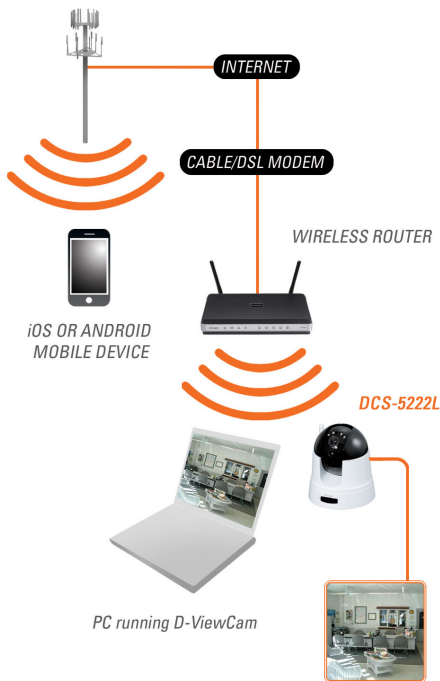 INTERNET
CABLE/DSL MODEM
WIRELESS ROUTER
iOS OR ANDROID
MOBILE DEVICE
DCS-5222L
PC running D-ViewCam